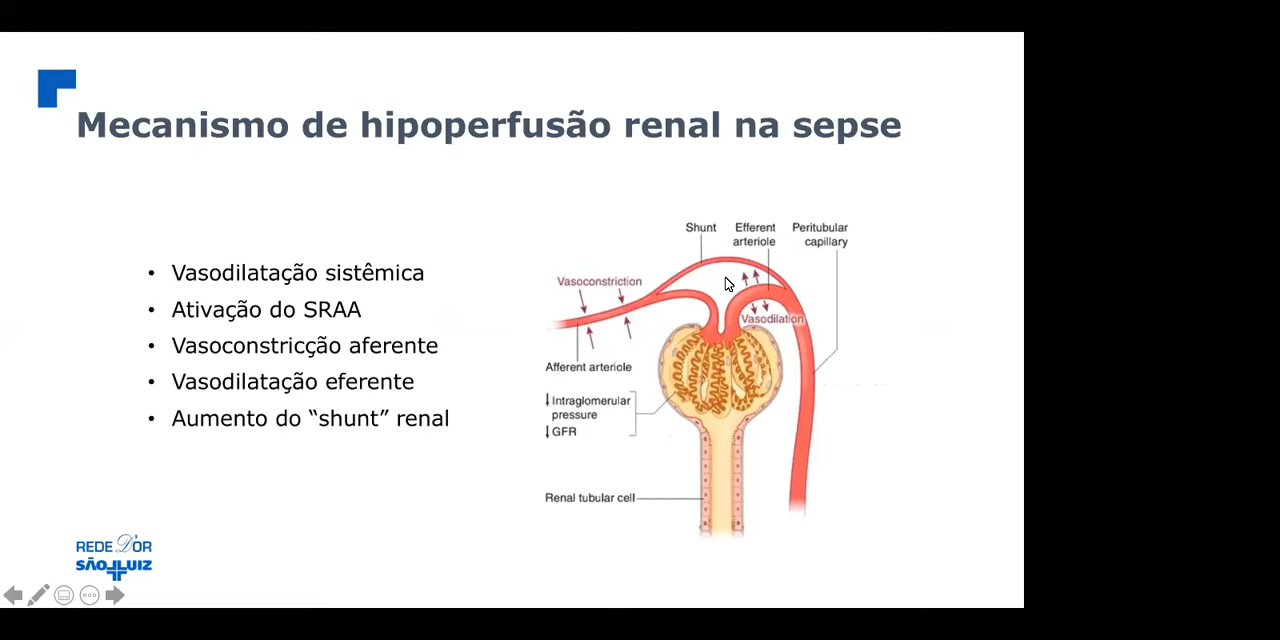 Mecanismo de hipoperfusão renal na sepse
• Vasodilatação sistêmica
• Ativação do SRAA
• Vasoconstricção aferente
• Vasodilatação eferente
• Aumento do “shunt” renal
Shunt
Efferent
arteriole
Peritubular
capillary
Vasoconstriction
Vasodilation
Afferent arteriole
↓ Intraglomerular
pressure
↓ GFR
Renal tubular cell
REDE D'OR
SÃO LUIZ